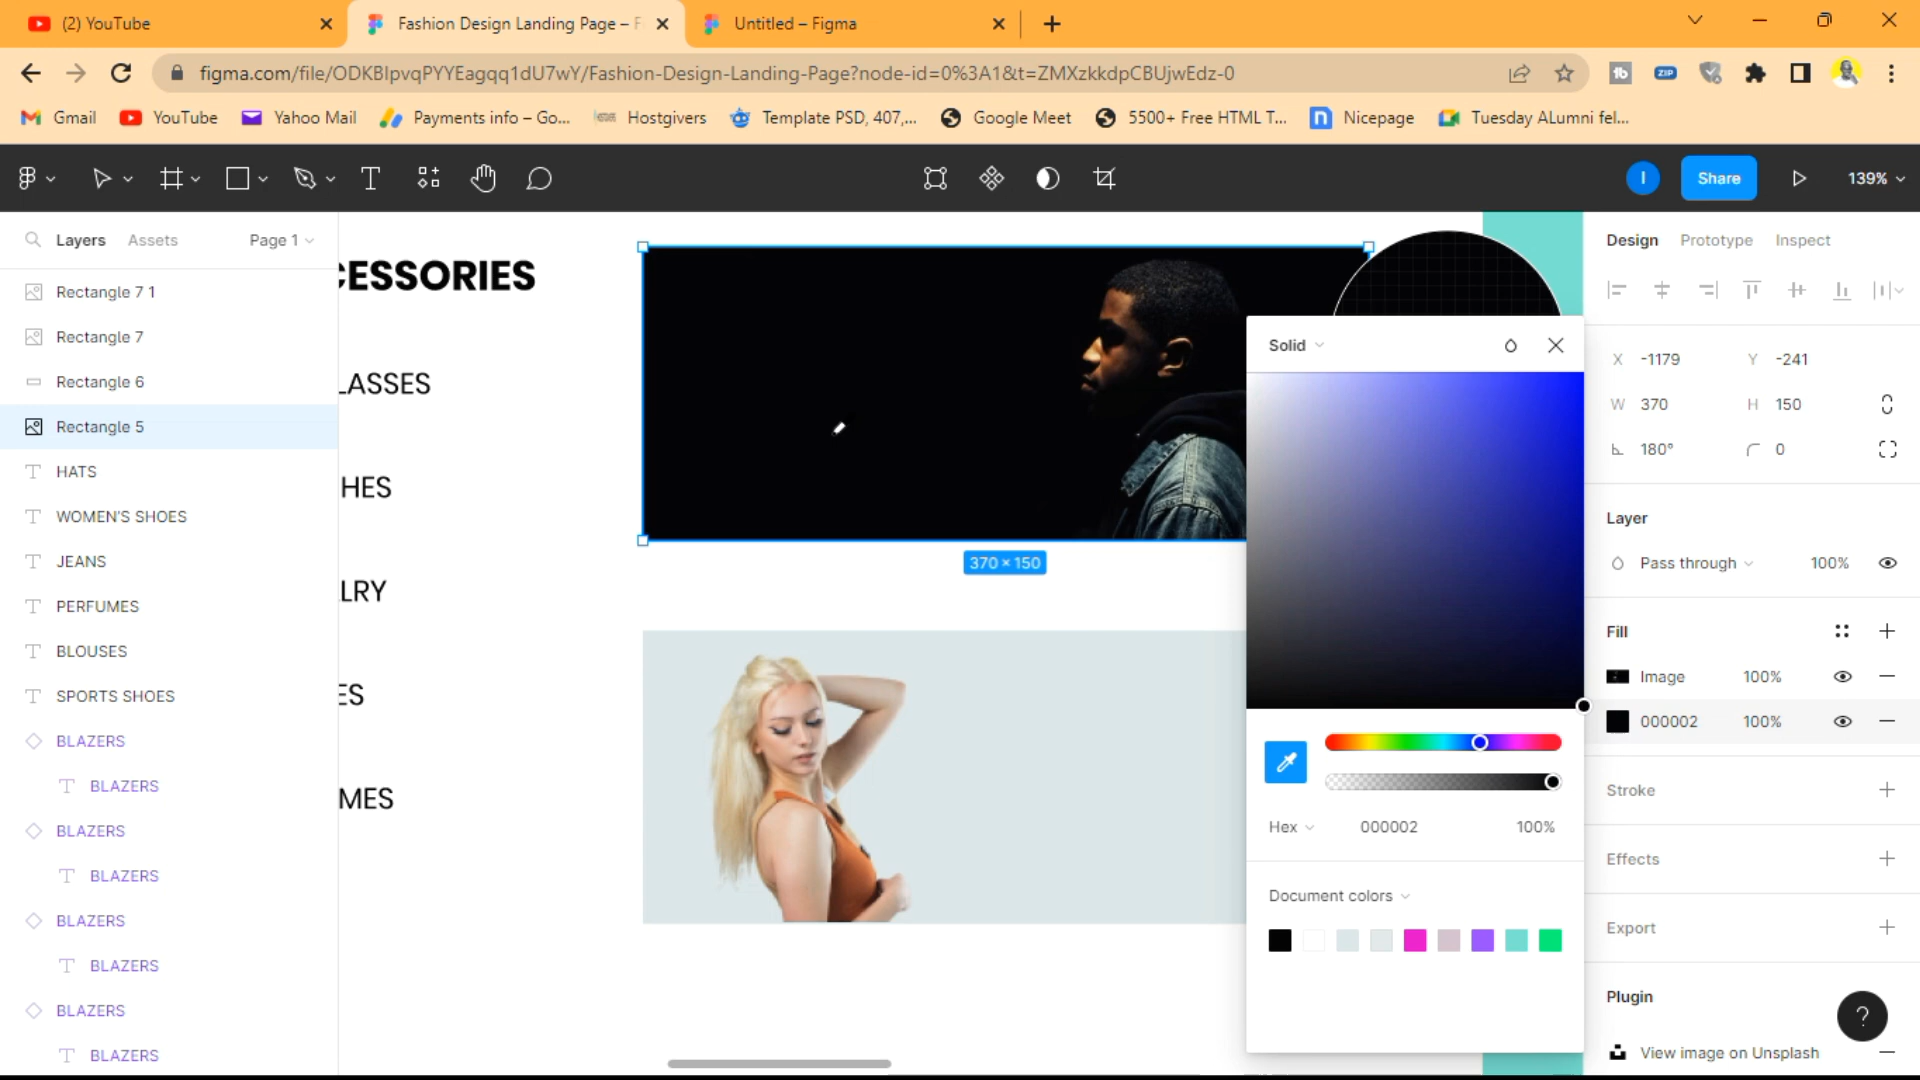 (2) YouTube
Fashion Design Landing Page – F
Untitled – Figma
figma.com/file/ODKBlpvqPYYEagqq1dU7wY/Fashion-Design-Landing-Page?node-id=0%3A1&t=ZMXzkkdpCBUjwEdz-0
Gmail
YouTube
Yahoo Mail
Payments info – Go...
Hostgivers
Template PSD, 407,...
Google Meet
5500+ Free HTML T...
Nicepage
Tuesday ALumni fel...
I
Share
139%
Layers
Assets
Page 1
Rectangle 7 1
Rectangle 7
Rectangle 6
Rectangle 5
HATS
WOMEN'S SHOES
JEANS
PERFUMES
BLOUSES
SPORTS SHOES
BLAZERS
BLAZERS
BLAZERS
BLAZERS
BLAZERS
BLAZERS
BLAZERS
BLAZERS
CESSORIES
LASSES
HES
LRY
ES
MES
370 × 150
Solid
Hex
000002
100%
Document colors
Design
Prototype
Inspect
X -1179
Y -241
W 370
H 150
180°
0
Layer
Pass through
100%
Fill
Image 100%
000002 100%
Stroke
Effects
Export
Plugin
View image on Unsplash
?